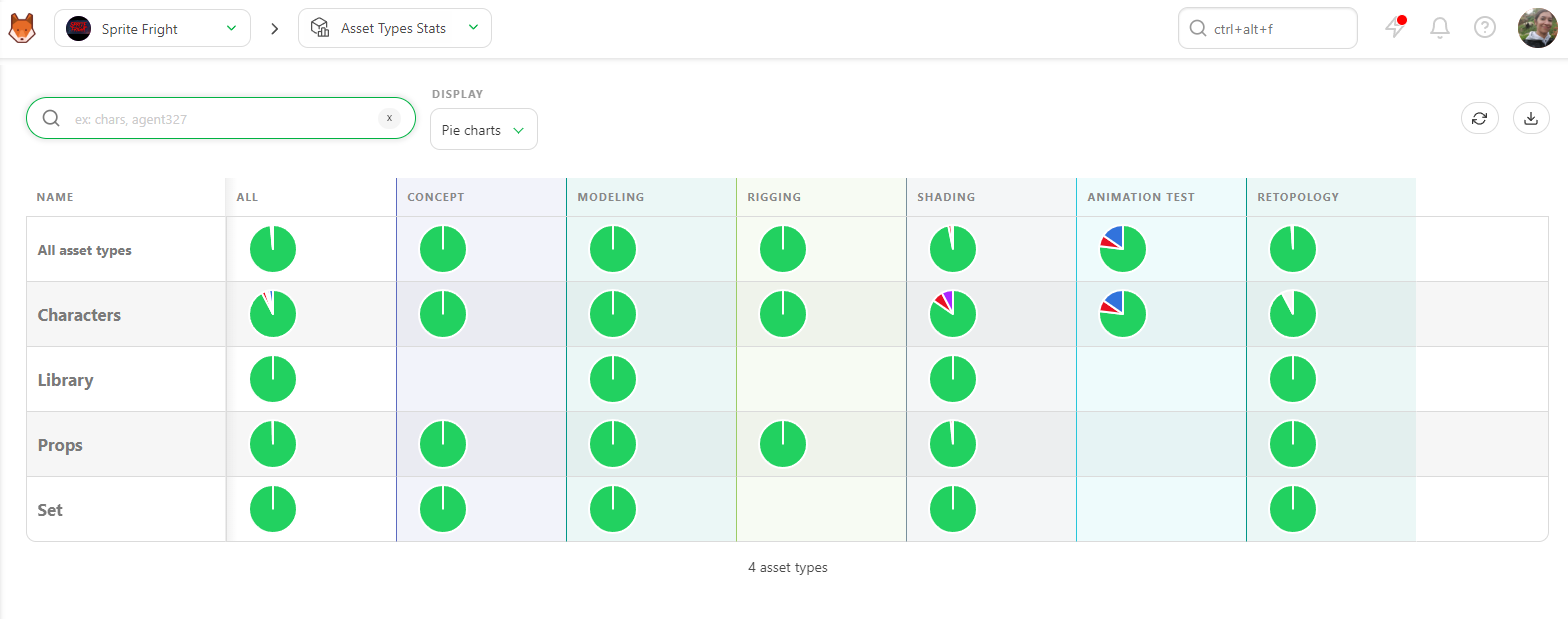 Sprite Fright
Asset Types Stats
ctrl+alt+f
DISPLAY
ex: chars, agent327
x
Pie charts
NAME ALL CONCEPT MODELING RIGGING SHADING ANIMATION TEST RETOPOLOGY
All asset types
Characters
Library
Props
Set
4 asset types